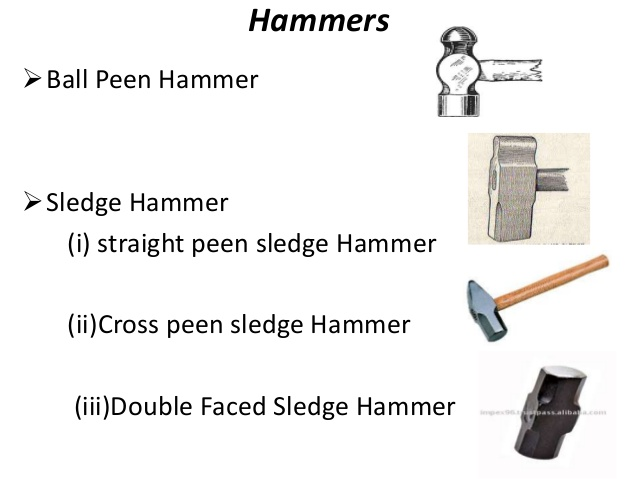 Hammers
➢Ball Peen Hammer
➢Sledge Hammer
(i) straight peen sledge Hammer
(ii)Cross peen sledge Hammer
(iii)Double Faced Sledge Hammer